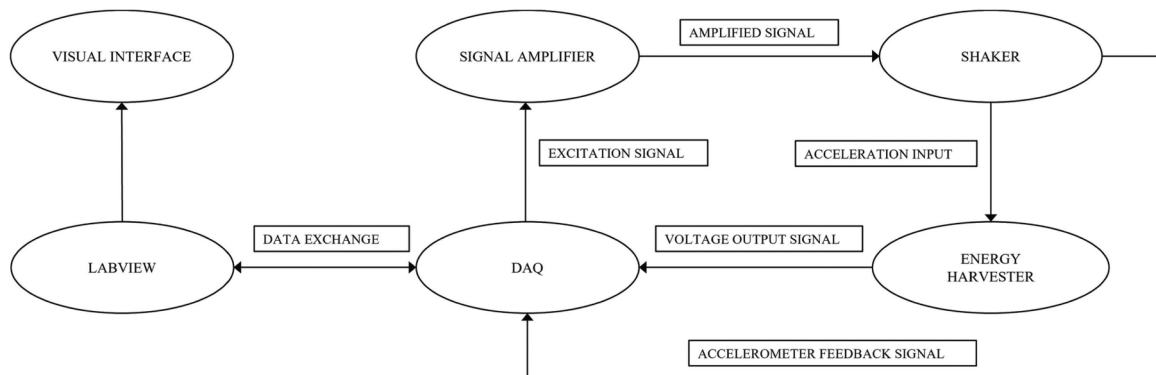 AMPLIFIED SIGNAL
VISUAL INTERFACE
SIGNAL AMPLIFIER
SHAKER
EXCITATION SIGNAL
ACCELERATION INPUT
DATA EXCHANGE
VOLTAGE OUTPUT SIGNAL
LABVIEW
DAQ
ENERGY
HARVESTER
ACCELEROMETER FEEDBACK SIGNAL